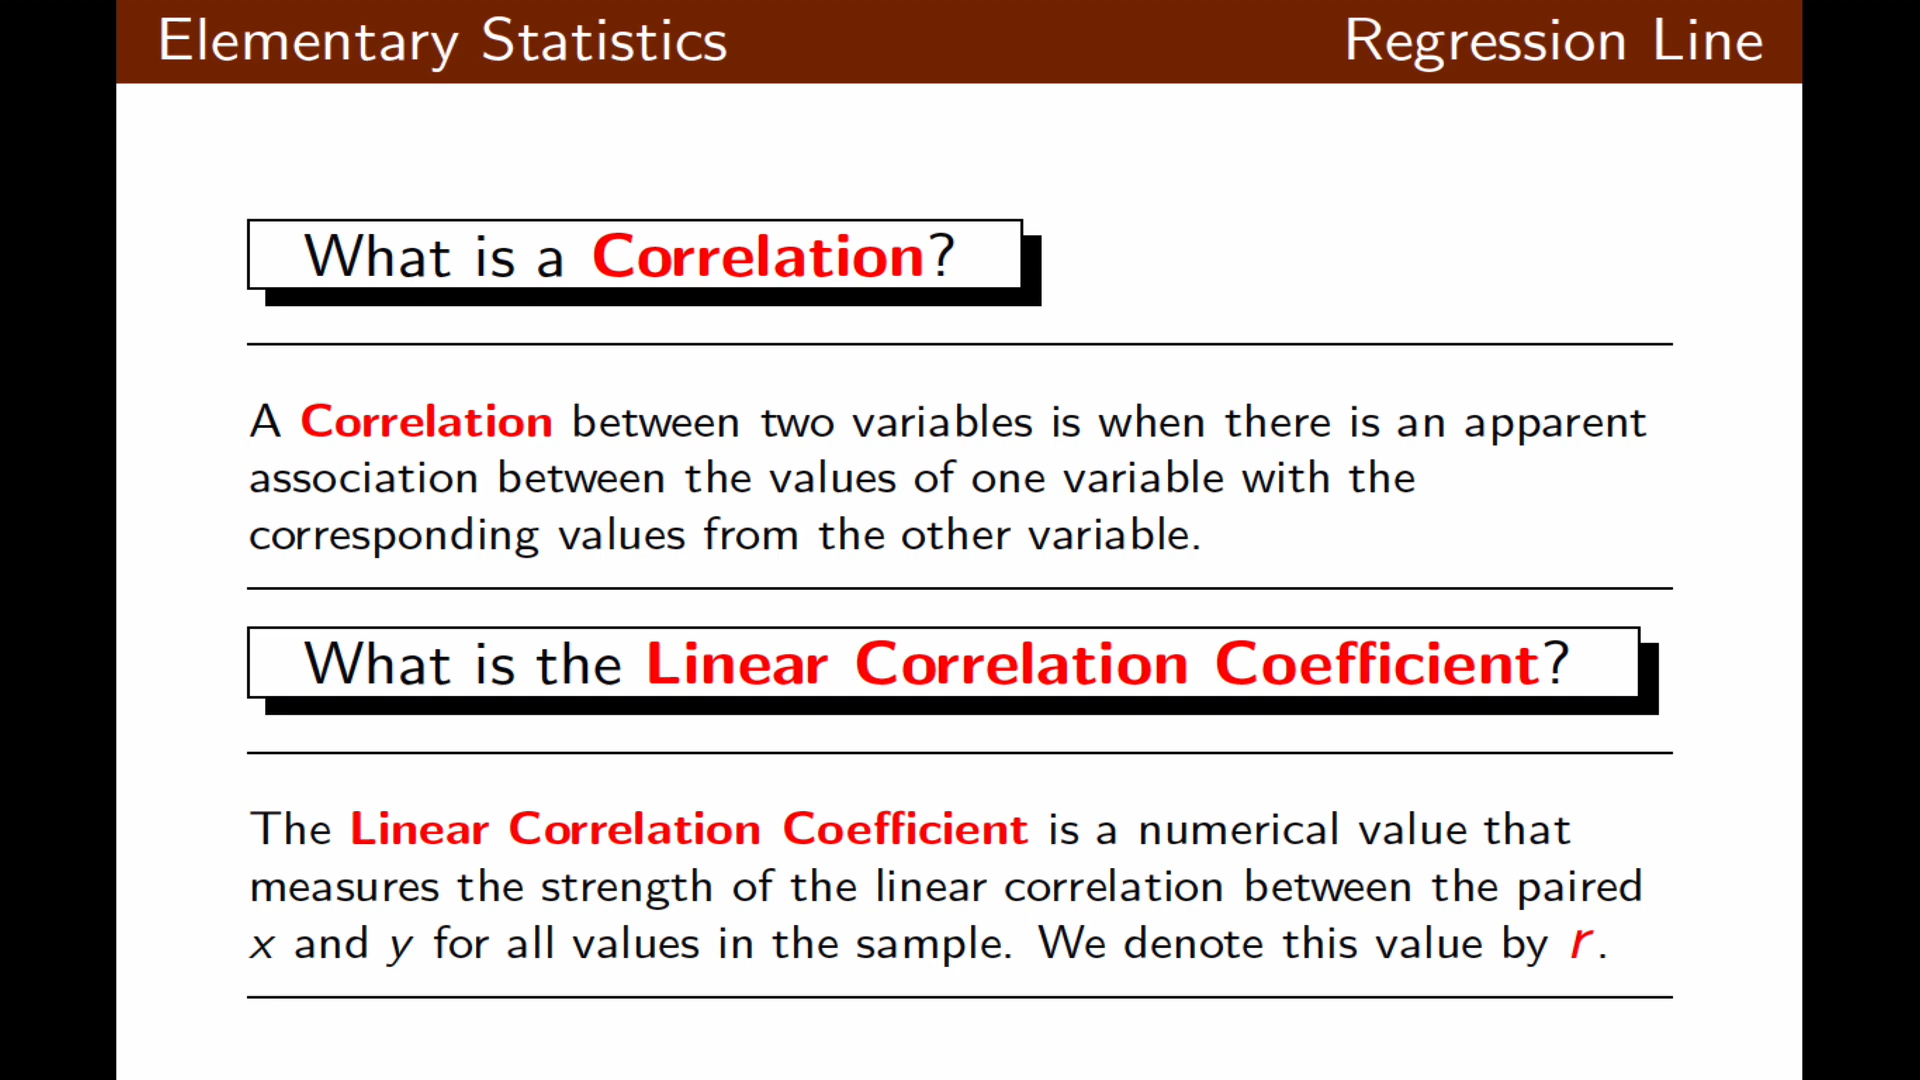 Elementary Statistics Regression Line
What is a Correlation?
A Correlation between two variables is when there is an apparent
association between the values of one variable with the
corresponding values from the other variable.
What is the Linear Correlation Coefficient?
The Linear Correlation Coefficient is a numerical value that
measures the strength of the linear correlation between the paired
x and y for all values in the sample. We denote this value by r.